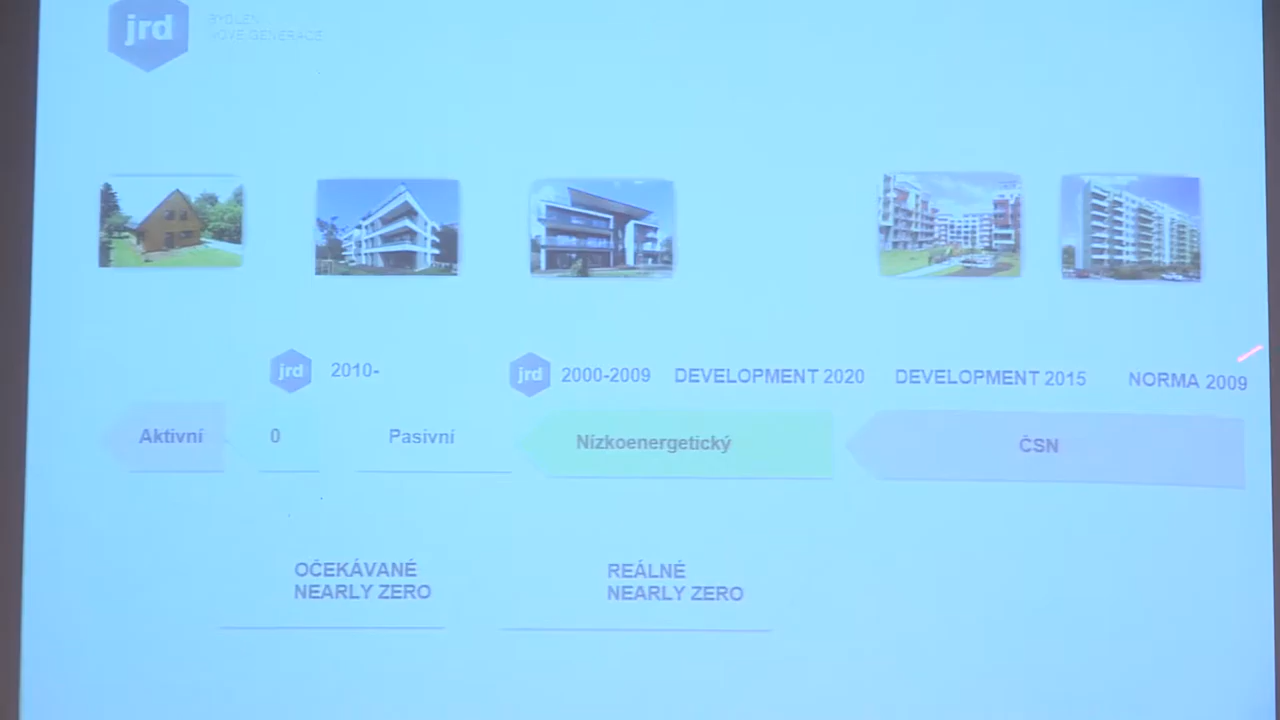 jrd
BYDLENÍ
NOVÉ GENERACE
jrd 2010-
jrd 2000-2009
DEVELOPMENT 2020
DEVELOPMENT 2015
NORMA 2009
Aktivní
0
Pasivní
Nízkoenergetický
ČSN
OČEKÁVANÉ
NEARLY ZERO
REÁLNÉ
NEARLY ZERO